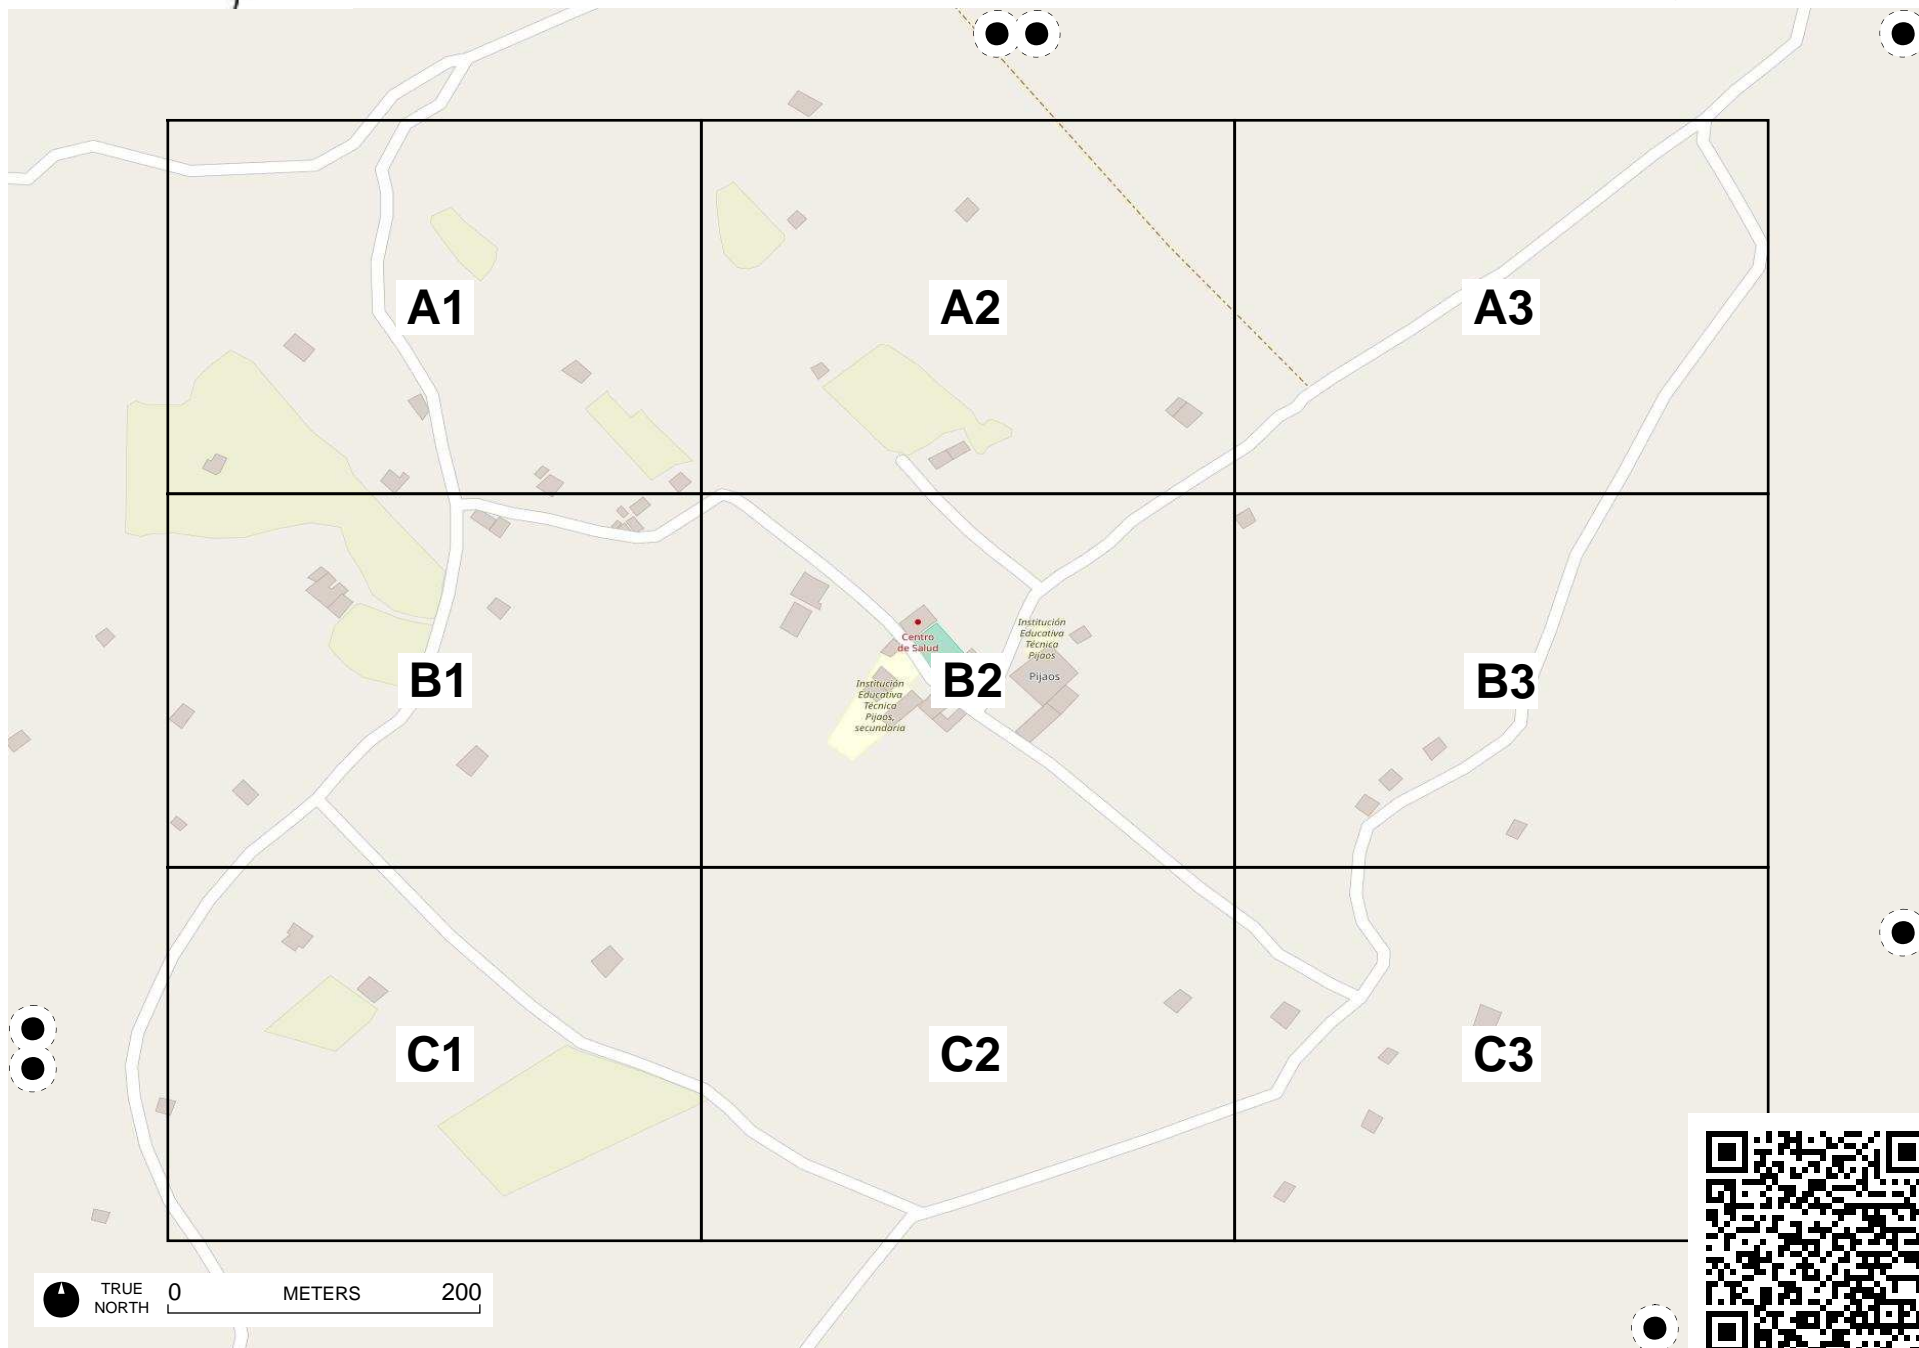 A1
A2
A3
B1
Centro
de Salud
B2
Institución
Educativa
Técnica
Pijaos
Pijaos
Institución
Educativa
Técnica
Pijaos,
secundaria
B3
C1
C2
C3
TRUE
NORTH
0
METERS
200